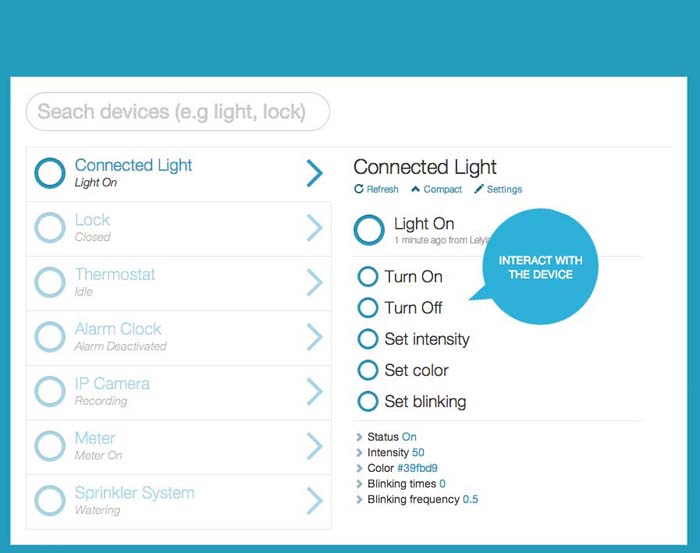 Seach devices (e.g light, lock)
Connected Light
Light On
Lock
Closed
Thermostat
Idle
Alarm Clock
Alarm Deactivated
IP Camera
Recording
Meter
Meter On
Sprinkler System
Watering
Connected Light
Refresh Compact Settings
Light On
1 minute ago from
INTERACT WITH
THE DEVICE
Turn On
Turn Off
Set intensity
Set color
Set blinking
Status On
Intensity 50
Color #39fbd9
Blinking times 0
Blinking frequency 0.5